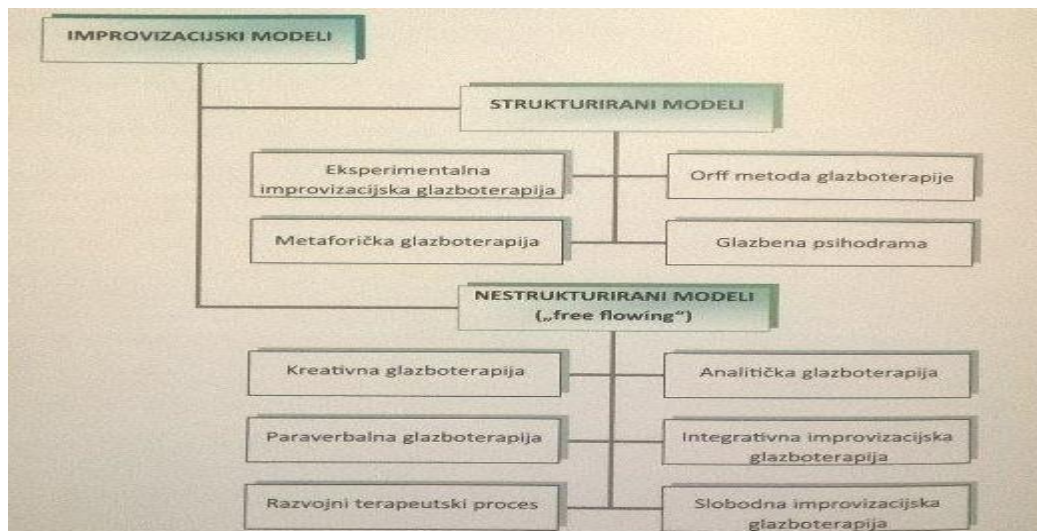 IMPROVIZACIJSKI MODELI
STRUKTURIRANI MODELI
Eksperimentalna
improvizacijska glazboterapija
Orff metoda glazboterapije
Metaforička glazboterapija
Glazbena psihodrama
NESTRUKTURIRANI MODELI
(„free flowing“)
Kreativna glazboterapija
Analitička glazboterapija
Paraverbalna glazboterapija
Integrativna improvizacijska
glazboterapija
Razvojni terapeutski proces
Slobodna improvizacijska
glazboterapija